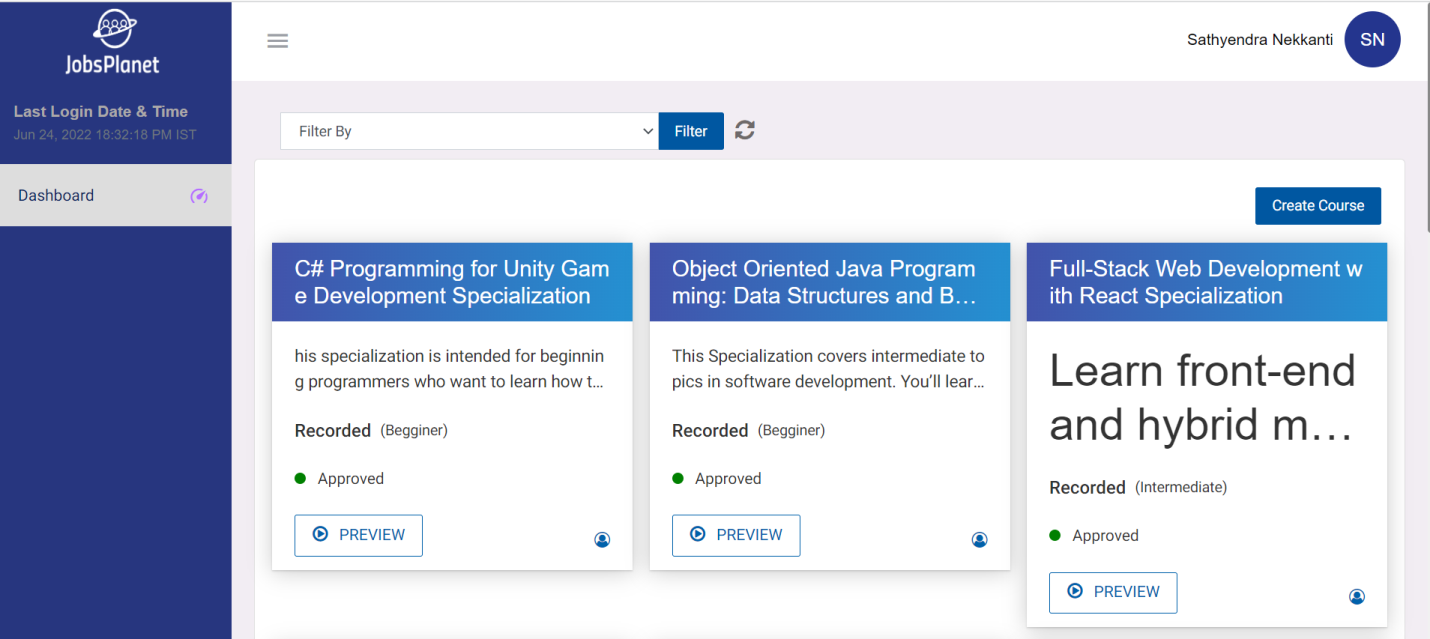 JobsPlanet
Last Login Date & Time
Jun 24, 2022 18:32:18 PM IST
Dashboard
Sathyendra Nekkanti
SN
Filter By
Filter
Create Course
C# Programming for Unity Gam
e Development Specialization
his specialization is intended for beginnin
g programmers who want to learn how t...
Recorded (Begginer)
Approved
PREVIEW
Object Oriented Java Program
ming: Data Structures and B...
This Specialization covers intermediate to
pics in software development. You’ll lear...
Recorded (Begginer)
Approved
PREVIEW
Full-Stack Web Development w
ith React Specialization
Learn front-end
and hybrid m...
Recorded (Intermediate)
Approved
PREVIEW